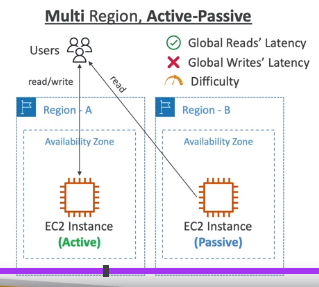 Multi Region, Active-Passive
Users
Global Reads' Latency
Global Writes' Latency
Difficulty
read/write
read
Region - A
Region - B
Availability Zone
Availability Zone
EC2 Instance
(Active)
EC2 Instance
(Passive)